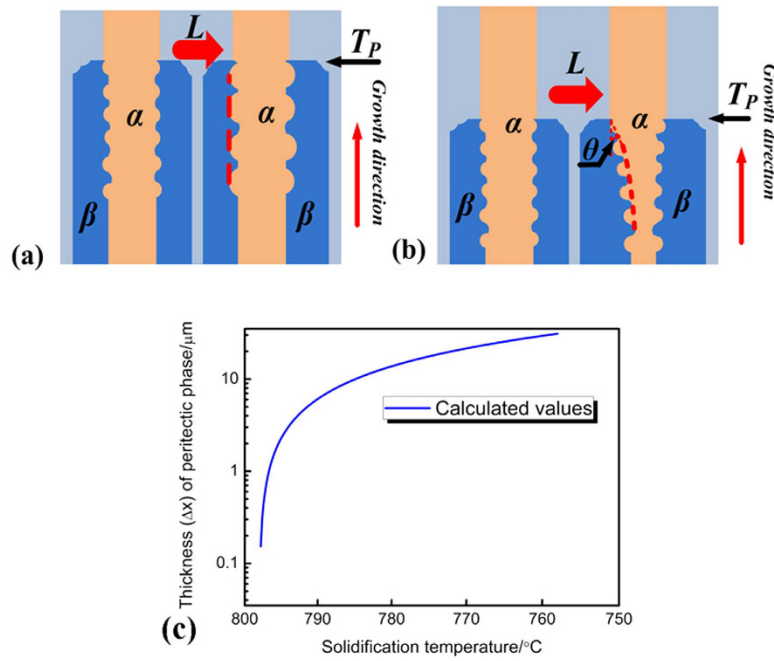 L
T_P
α
α
β
β
Growth direction
(a)
L
T_P
α
α
θ
β
β
Growth direction
(b)
Thickness (Δx) of peritectic phase/μm
10
1
0.1
Calculated values
800
790
780
770
760
750
Solidification temperature/°C
(c)